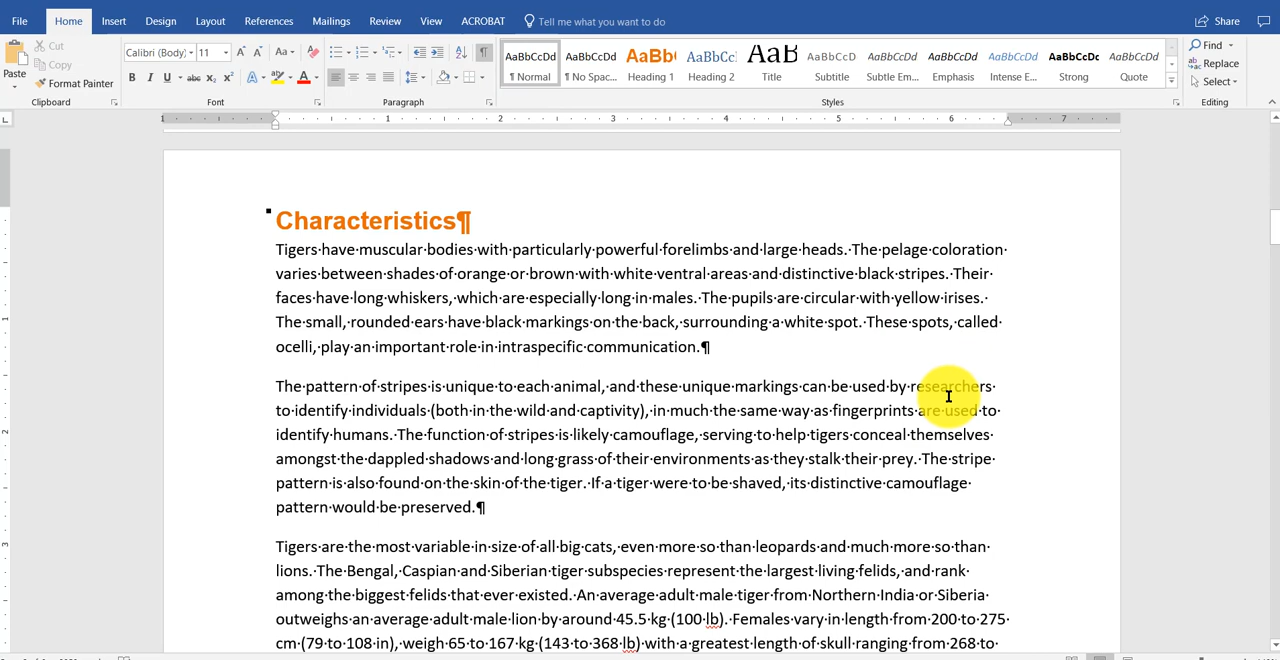 File Home Insert Design Layout References Mailings Review View ACROBAT Tell me what you want to do Share
Cut Calibri (Body) 11 Aa AaBbCcDd AaBbCcDd AaBb( AaBbCc AaB AaBbCcD AaBbCcDd AaBbCcDd AaBbCcDd AaBbCcDc AaBbCcDd Find
Copy Replace
Paste Format Painter B I U abc X₂ X² A aby A ¶ Normal ¶ No Spac... Heading 1 Heading 2 Title Subtitle Subtle Em... Emphasis Intense E... Strong Quote Select
Clipboard Font Paragraph Styles Editing
1 1 2 3 4 5 6 7
Characteristics¶
Tigers·have·muscular·bodies·with·particularly·powerful·forelimbs·and·large·heads.·The·pelage·coloration·
varies·between·shades·of·orange·or·brown·with·white·ventral·areas·and·distinctive·black·stripes.·Their·
faces·have·long·whiskers,·which·are·especially·long·in·males.·The·pupils·are·circular·with·yellow·irises.·
The·small,·rounded·ears·have·black·markings·on·the·back,·surrounding·a·white·spot.·These·spots,·called·
ocelli,·play·an·important·role·in·intraspecific·communication.¶
The·pattern·of·stripes·is·unique·to·each·animal,·and·these·unique·markings·can·be·used·by·researchers·
to·identify·individuals·(both·in·the·wild·and·captivity),·in·much·the·same·way·as·fingerprints·are·used·to·
identify·humans.·The·function·of·stripes·is·likely·camouflage,·serving·to·help·tigers·conceal·themselves·
amongst·the·dappled·shadows·and·long·grass·of·their·environments·as·they·stalk·their·prey.·The·stripe·
pattern·is·also·found·on·the·skin·of·the·tiger.·If·a·tiger·were·to·be·shaved,·its·distinctive·camouflage·
pattern·would·be·preserved.¶
Tigers·are·the·most·variable·in·size·of·all·big·cats,·even·more·so·than·leopards·and·much·more·so·than·
lions.·The·Bengal,·Caspian·and·Siberian·tiger·subspecies·represent·the·largest·living·felids,·and·rank·
among·the·biggest·felids·that·ever·existed.·An·average·adult·male·tiger·from·Northern·India·or·Siberia·
outweighs·an·average·adult·male·lion·by·around·45.5·kg·(100·lb).·Females·vary·in·length·from·200·to·275·
cm·(79·to·108·in),·weigh·65·to·167·kg·(143·to·368·lb)·with·a·greatest·length·of·skull·ranging·from·268·to·